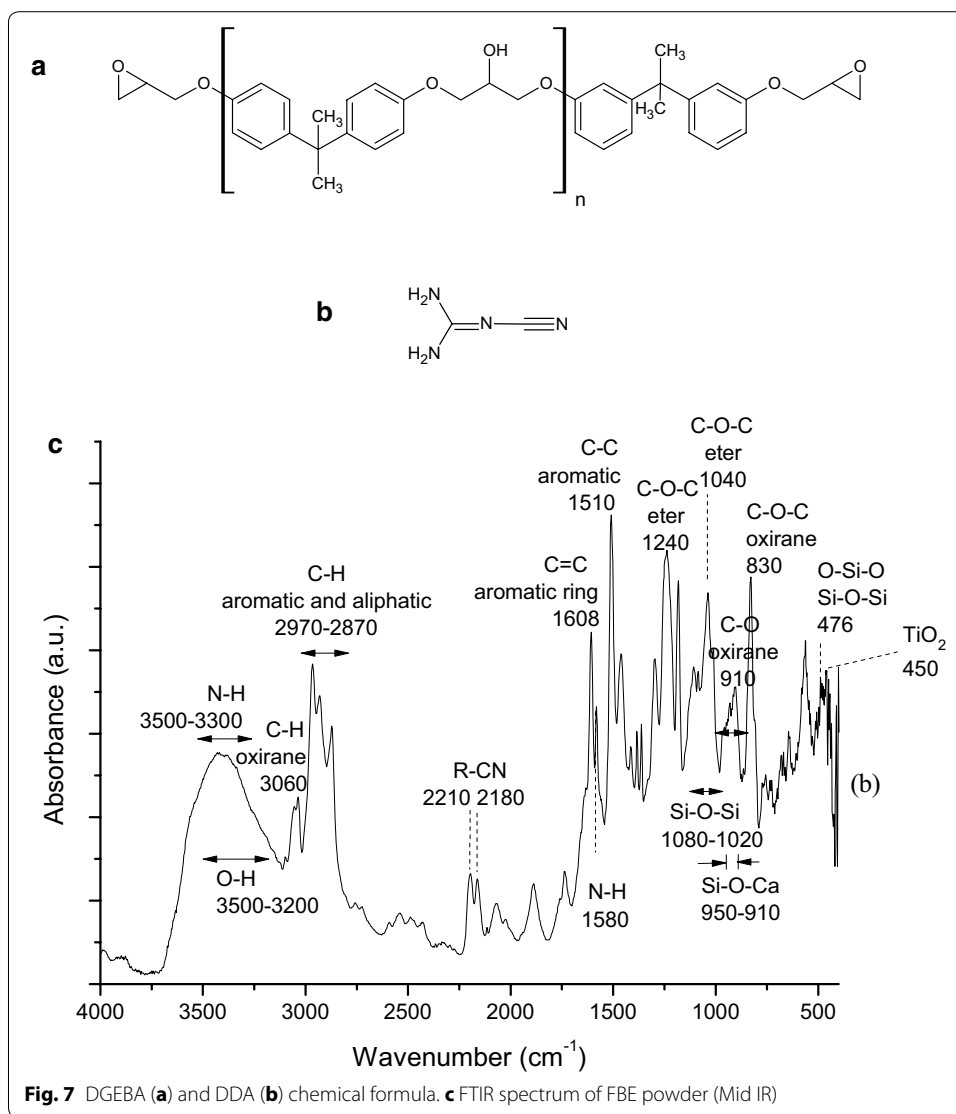 a
O
O
CH₃
CH₃
O
OH
O
H₃C
CH₃
O
O
n
b
H₂N
H₂N
N
N
c
Absorbance (a.u.)
N-H
3500-3300
O-H
3500-3200
C-H
oxirane
3060
C-H
aromatic and aliphatic
2970-2870
R-CN
2210 2180
C=C
aromatic ring
1608
C-C
aromatic
1510
N-H
1580
C-O-C
eter
1240
C-O-C
eter
1040
C-O
oxirane
910
Si-O-Si
1080-1020
Si-O-Ca
950-910
C-O-C
oxirane
830
O-Si-O
Si-O-Si
476
TiO₂
450
(b)
4000 3500 3000 2500 2000 1500 1000 500
Wavenumber (cm⁻¹)
Fig. 7 DGEBA (a) and DDA (b) chemical formula. c FTIR spectrum of FBE powder (Mid IR)